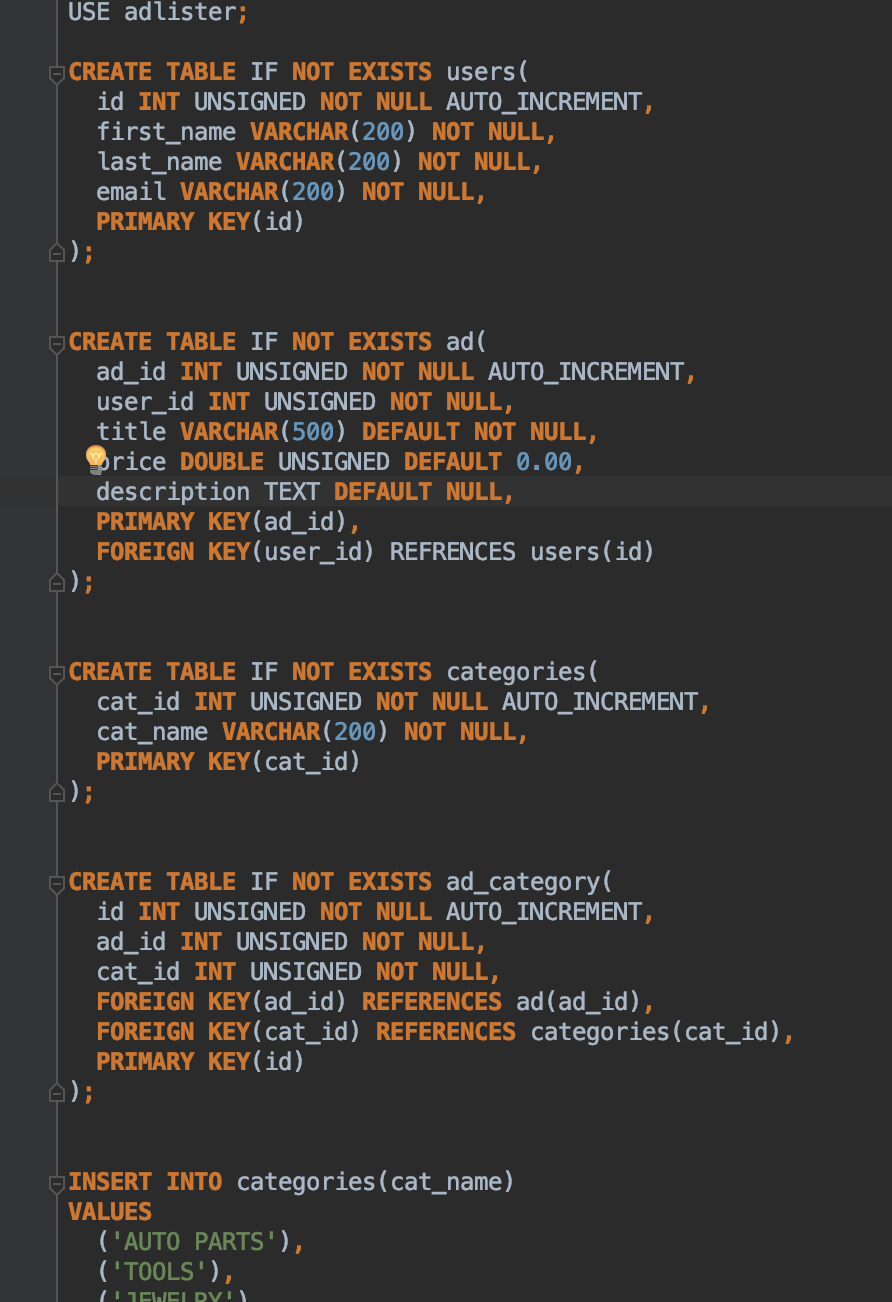 USE adlister;
CREATE TABLE IF NOT EXISTS users(
id INT UNSIGNED NOT NULL AUTO_INCREMENT,
first_name VARCHAR(200) NOT NULL,
last_name VARCHAR(200) NOT NULL,
email VARCHAR(200) NOT NULL,
PRIMARY KEY(id)
);
CREATE TABLE IF NOT EXISTS ad(
ad_id INT UNSIGNED NOT NULL AUTO_INCREMENT,
user_id INT UNSIGNED NOT NULL,
title VARCHAR(500) DEFAULT NOT NULL,
price DOUBLE UNSIGNED DEFAULT 0.00,
description TEXT DEFAULT NULL,
PRIMARY KEY(ad_id),
FOREIGN KEY(user_id) REFRENCES users(id)
);
CREATE TABLE IF NOT EXISTS categories(
cat_id INT UNSIGNED NOT NULL AUTO_INCREMENT,
cat_name VARCHAR(200) NOT NULL,
PRIMARY KEY(cat_id)
);
CREATE TABLE IF NOT EXISTS ad_category(
id INT UNSIGNED NOT NULL AUTO_INCREMENT,
ad_id INT UNSIGNED NOT NULL,
cat_id INT UNSIGNED NOT NULL,
FOREIGN KEY(ad_id) REFERENCES ad(ad_id),
FOREIGN KEY(cat_id) REFERENCES categories(cat_id),
PRIMARY KEY(id)
);
INSERT INTO categories(cat_name)
VALUES
('AUTO PARTS'),
('TOOLS'),
('JEWELRY')